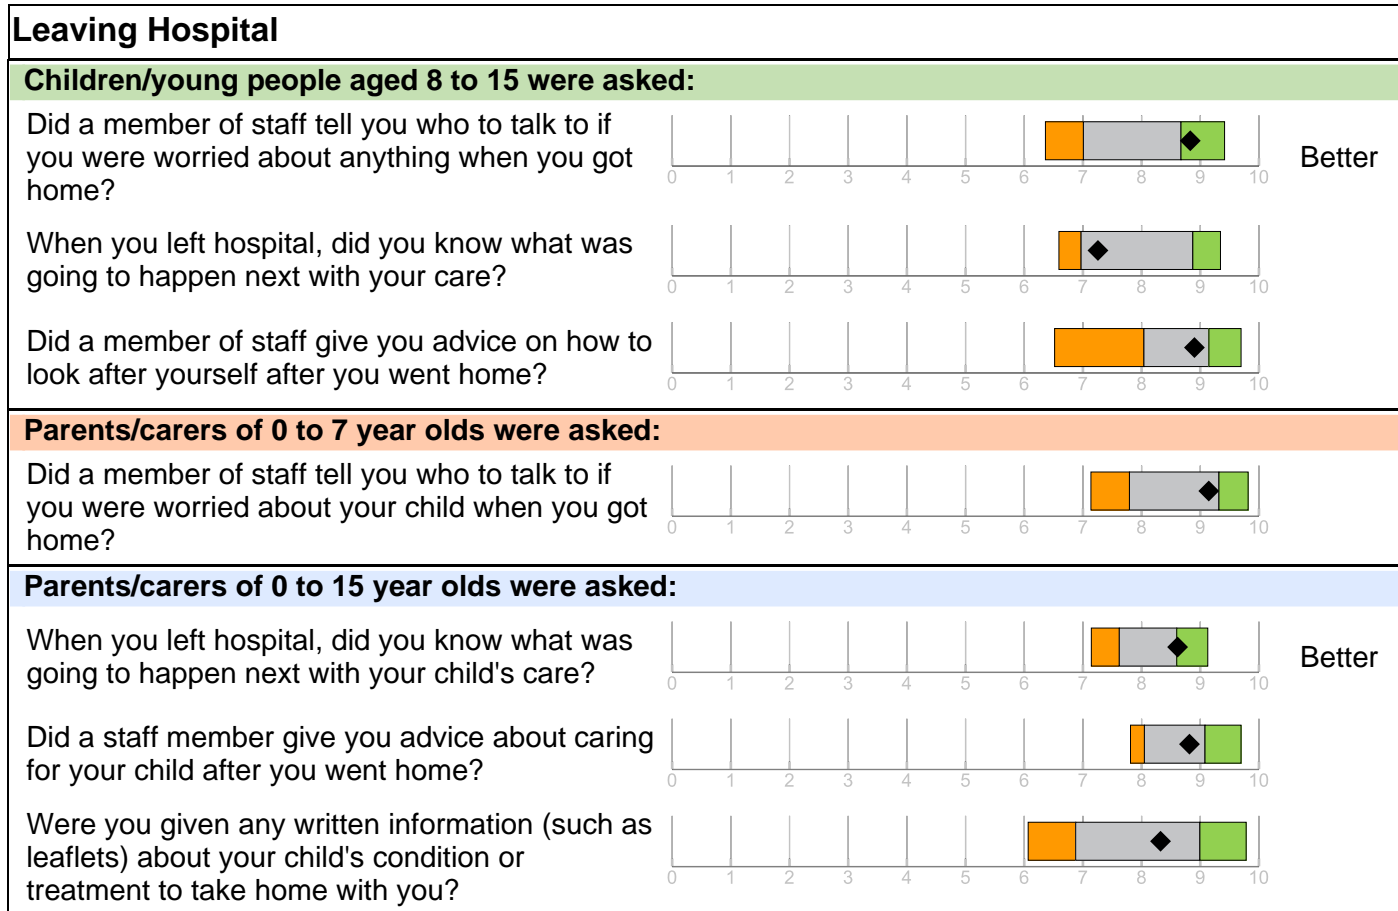 Leaving Hospital
Children/young people aged 8 to 15 were asked:
Did a member of staff tell you who to talk to if
you were worried about anything when you got
home?
0 1 2 3 4 5 6 7 8 9 10
Better
When you left hospital, did you know what was
going to happen next with your care?
0 1 2 3 4 5 6 7 8 9 10
Did a member of staff give you advice on how to
look after yourself after you went home?
0 1 2 3 4 5 6 7 8 9 10
Parents/carers of 0 to 7 year olds were asked:
Did a member of staff tell you who to talk to if
you were worried about your child when you got
home?
0 1 2 3 4 5 6 7 8 9 10
Parents/carers of 0 to 15 year olds were asked:
When you left hospital, did you know what was
going to happen next with your child's care?
0 1 2 3 4 5 6 7 8 9 10
Better
Did a staff member give you advice about caring
for your child after you went home?
0 1 2 3 4 5 6 7 8 9 10
Were you given any written information (such as
leaflets) about your child's condition or
treatment to take home with you?
0 1 2 3 4 5 6 7 8 9 10